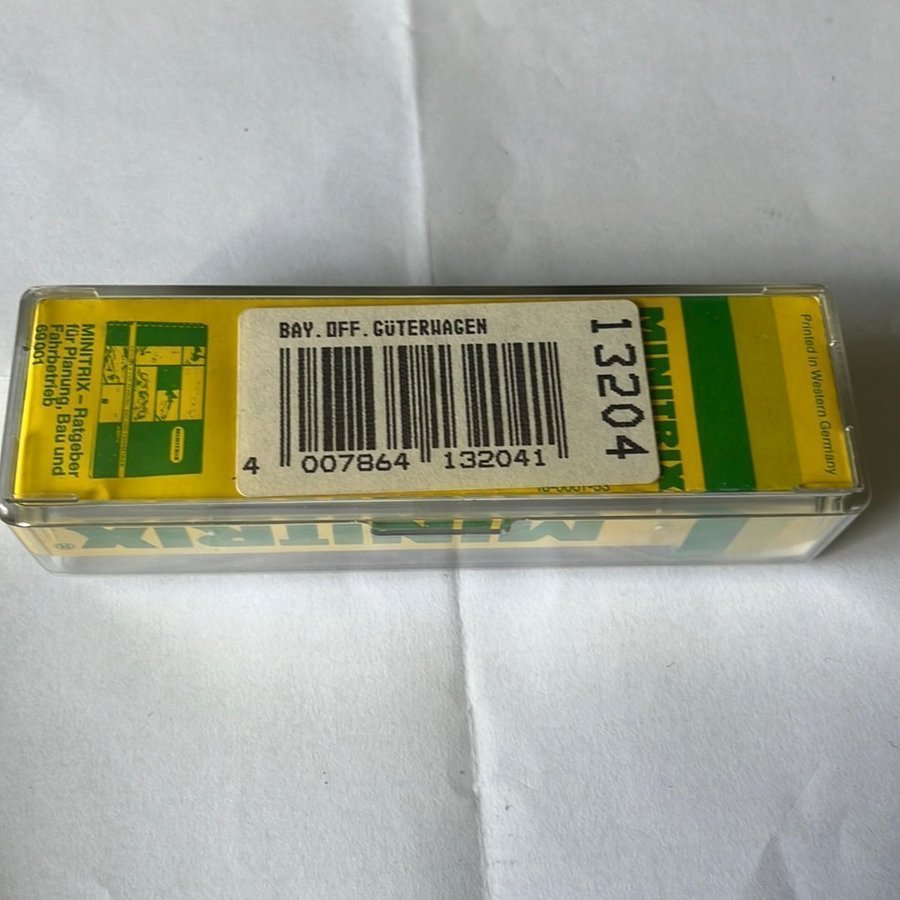 BAY.OFF.GÜTERWAGEN
13204
4 007864 132041
MINITRIX – Ratgeber
für Planung, Bau und
Fahrbetrieb
66001
MINITRIX
MINITRIX
Printed in Western Germany
MINITRIX ®